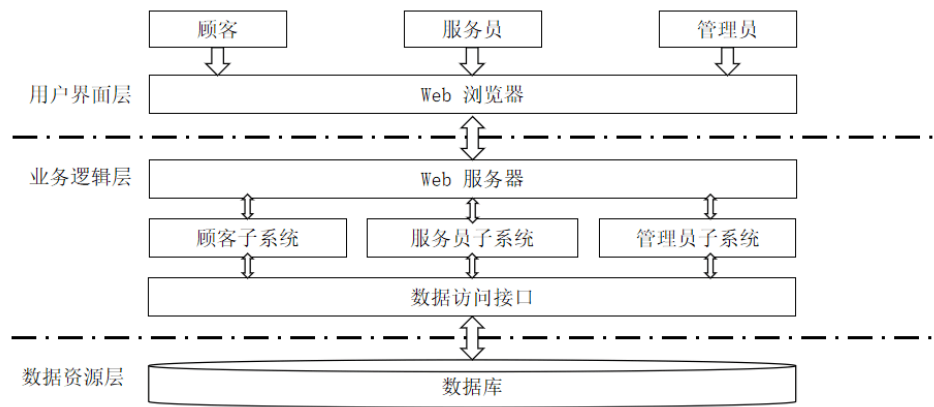 顾客
服务员
管理员
用户界面层
Web 浏览器
业务逻辑层
Web 服务器
顾客子系统
服务员子系统
管理员子系统
数据访问接口
数据资源层
数据库